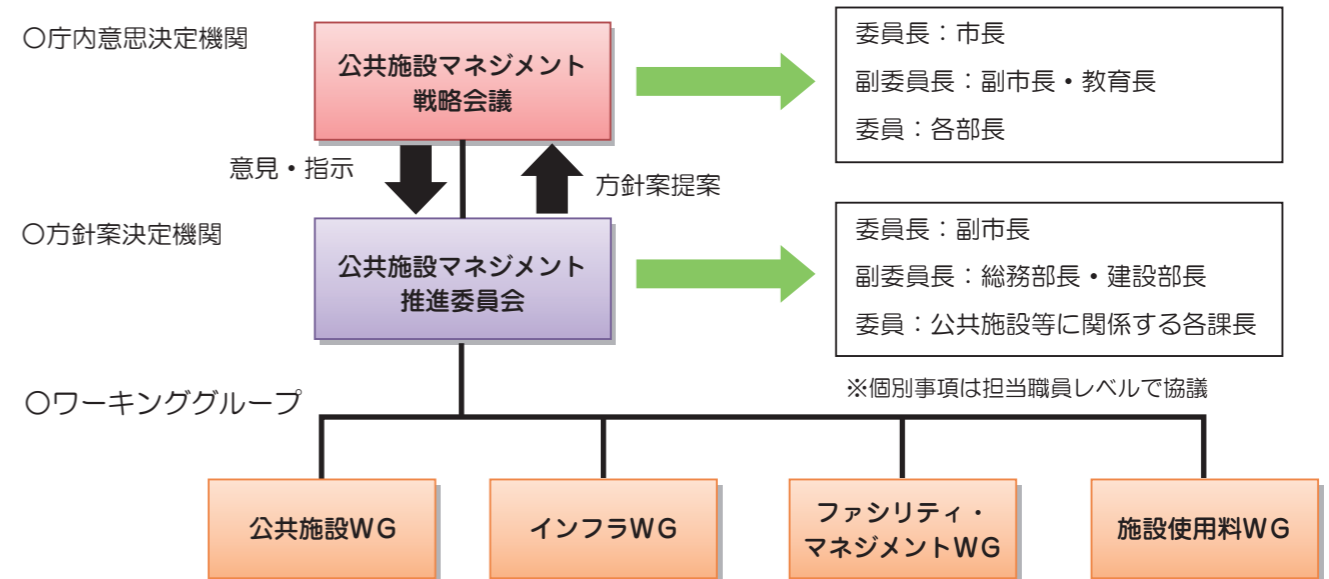 〇庁内意思決定機関
公共施設マネジメント
戦略会議
委員長：市長
副委員長：副市長・教育長
委員：各部長
意見・指示
方針案提案
〇方針案決定機関
公共施設マネジメント
推進委員会
委員長：副市長
副委員長：総務部長・建設部長
委員：公共施設等に関係する各課長
※個別事項は担当職員レベルで協議
〇ワーキンググループ
公共施設WG
インフラWG
ファシリティ・
マネジメントWG
施設使用料WG